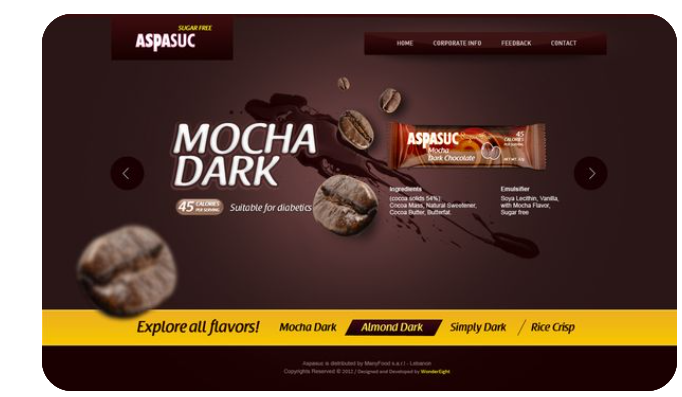 SUGAR FREE
ASPASUC
HOME CORPORATE INFO FEEDBACK CONTACT
MOCHA
DARK
45 CALORIES
PER SERVING
Suitable for diabetics
ASPASUC
Mocha
Dark Chocolate
45
CALORIES
PER SERVING
Ingredients
(cocoa solids 54%)
Cocoa Mass, Natural Sweetener,
Cocoa Butter, Butterfat.
Emulsifier
Soya Lecithin, Vanilla,
with Mocha Flavor,
Sugar free
Explore all flavors! Mocha Dark Almond Dark Simply Dark Rice Crisp
Aspasuc is distributed by ManyFood s.a.r.l - Lebanon
Copyrights Reserved © 2012 / Designed and Developed by WonderEight